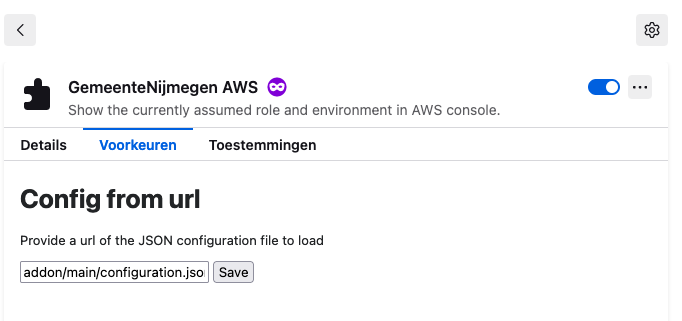 GemeenteNijmegen AWS
Show the currently assumed role and environment in AWS console.
Details Voorkeuren Toestemmingen
Config from url
Provide a url of the JSON configuration file to load
addon/main/configuration.jso Save